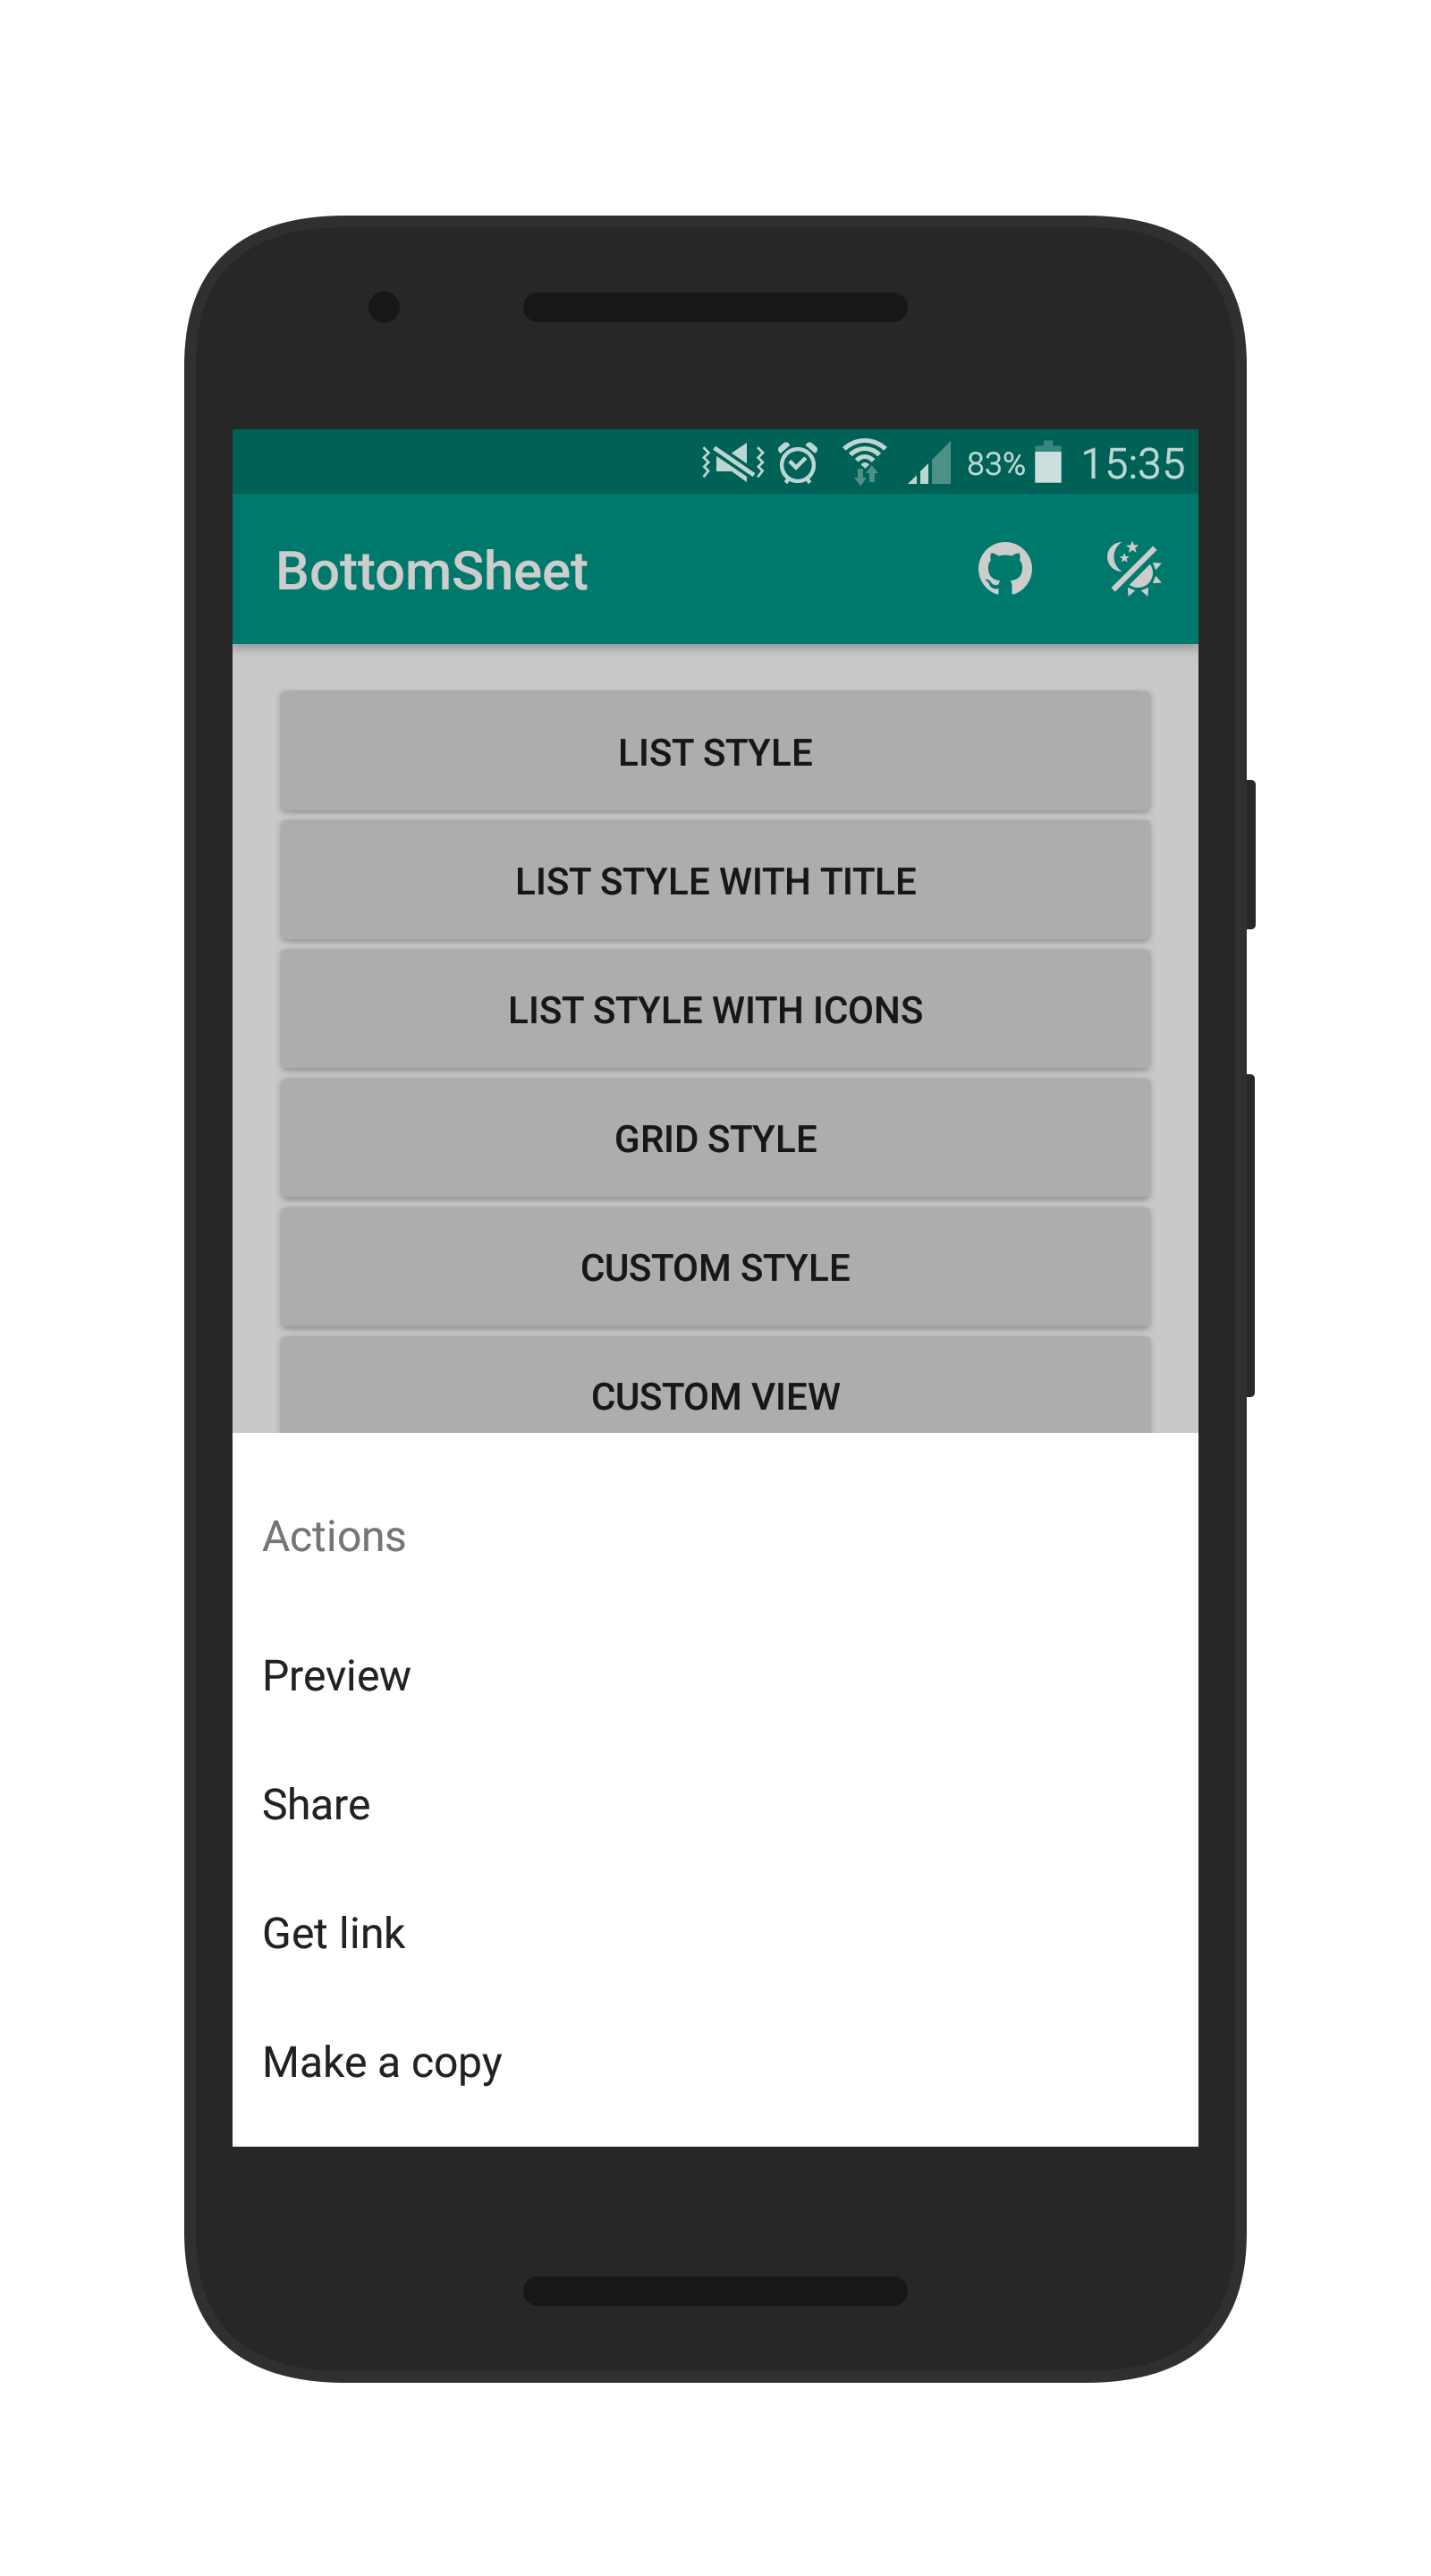 83% 15:35
BottomSheet
LIST STYLE
LIST STYLE WITH TITLE
LIST STYLE WITH ICONS
GRID STYLE
CUSTOM STYLE
CUSTOM VIEW
Actions
Preview
Share
Get link
Make a copy